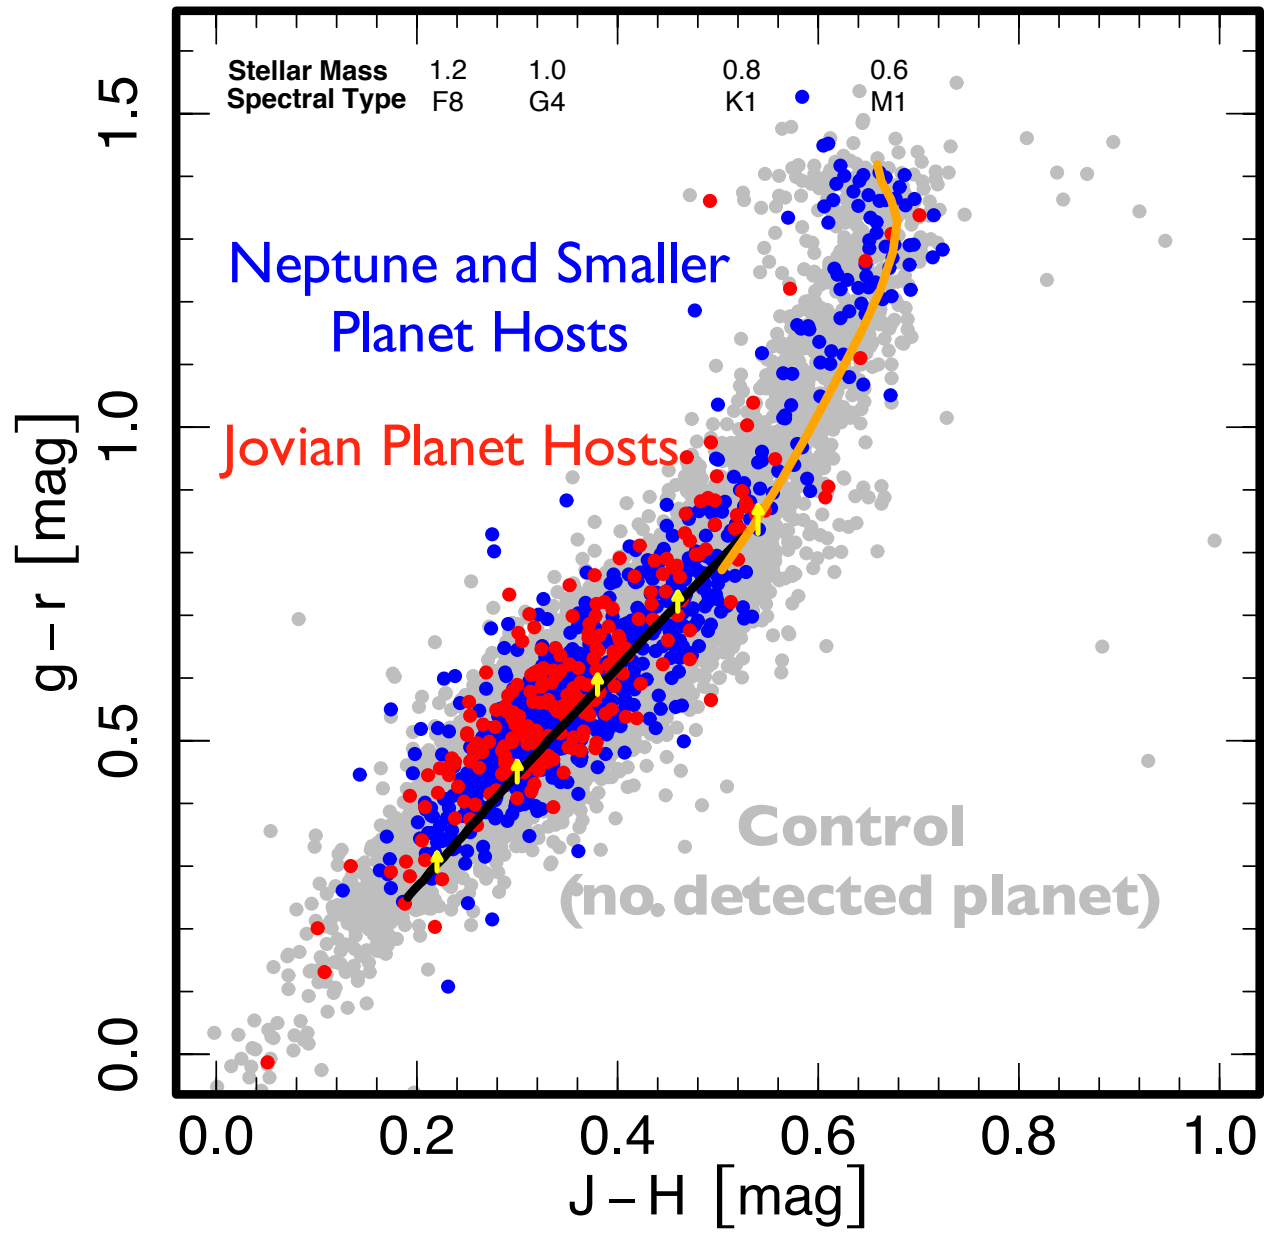 Stellar Mass 1.2 1.0 0.8 0.6
Spectral Type F8 G4 K1 M1
Neptune and Smaller
Planet Hosts
Jovian Planet Hosts
Control
(no detected planet)
g – r [mag]
1.5
1.0
0.5
0.0
0.0 0.2 0.4 0.6 0.8 1.0
J – H [mag]